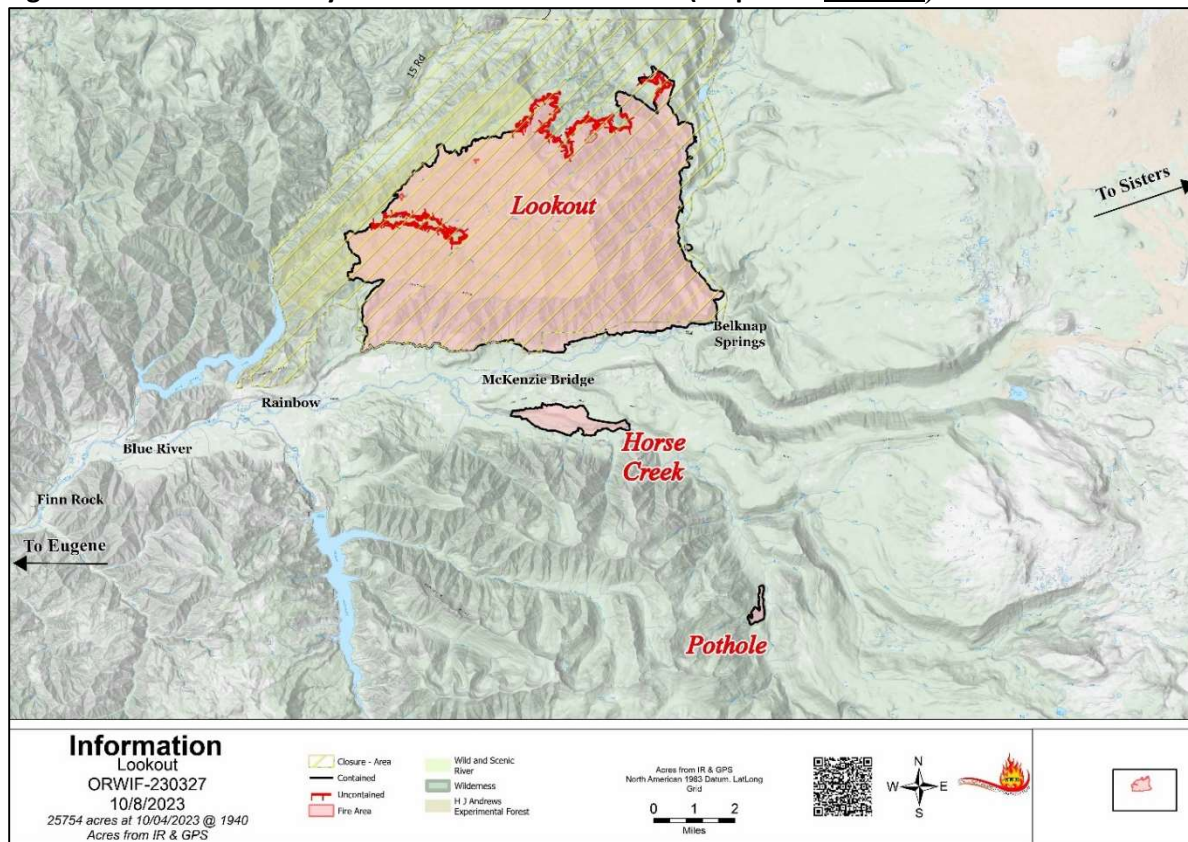 15 Rd
Lookout
To Sisters
Belknap
Springs
McKenzie Bridge
Rainbow
Horse
Creek
Blue River
Finn Rock
To Eugene
Pothole
Information
Lookout
ORWIF-230327
10/8/2023
25754 acres at 10/04/2023 @ 1940
Acres from IR & GPS
Closure - Area
Contained
Uncontained
Fire Area
Wild and Scenic
River
Wilderness
H J Andrews
Experimental Forest
Acres from IR & GPS
North American 1983 Datum. LatLong
Grid
0 1 2
Miles
N
W E
S